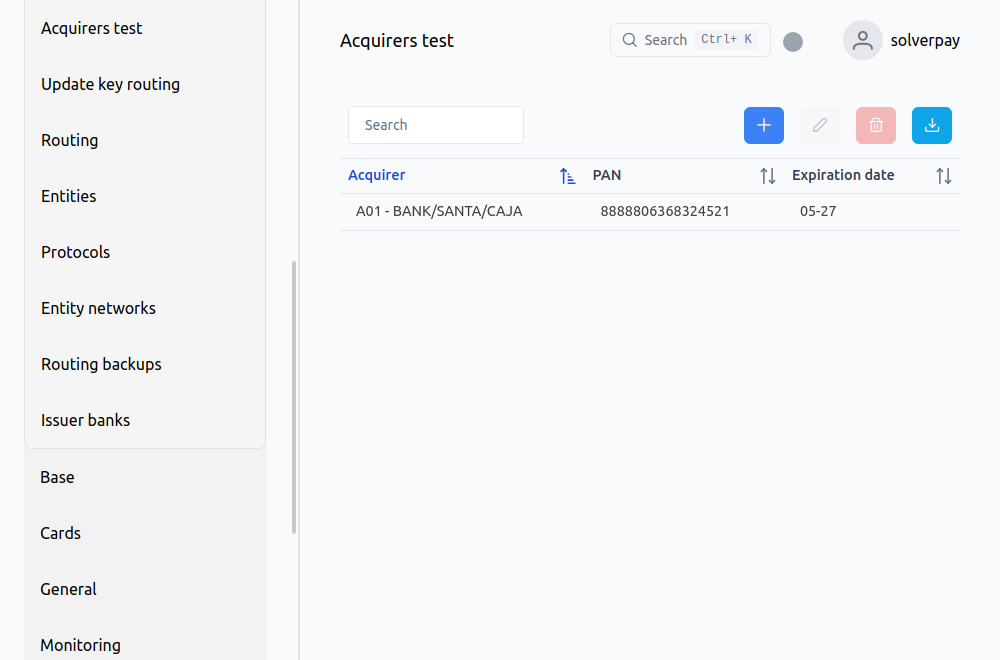 Acquirers test
Update key routing
Routing
Entities
Protocols
Entity networks
Routing backups
Issuer banks
Base
Cards
General
Monitoring
Acquirers test
Search Ctrl+ K
solverpay
Search
Acquirer PAN Expiration date
A01 - BANK/SANTA/CAJA 8888806368324521 05-27